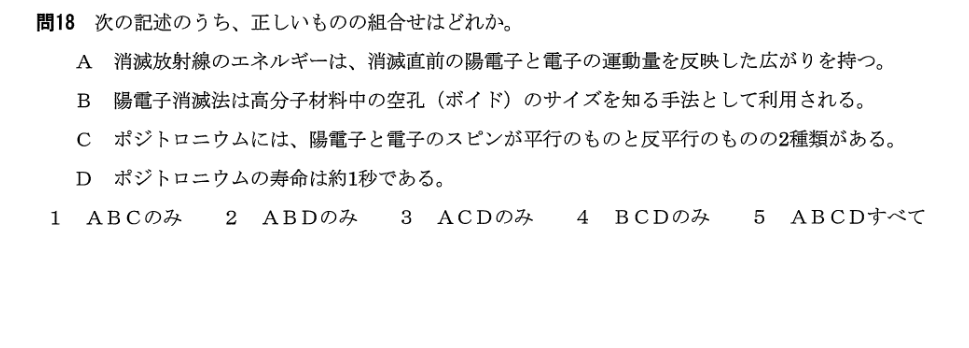 問18 次の記述のうち、正しいものの組合せはどれか。
A 消滅放射線のエネルギーは、消滅直前の陽電子と電子の運動量を反映した広がりを持つ。
B 陽電子消滅法は高分子材料中の空孔（ボイド）のサイズを知る手法として利用される。
C ポジトロニウムには、陽電子と電子のスピンが平行のものと反平行のものの2種類がある。
D ポジトロニウムの寿命は約1秒である。
1 ＡＢＣのみ 2 ＡＢＤのみ 3 ＡＣＤのみ 4 ＢＣＤのみ 5 ＡＢＣＤすべて